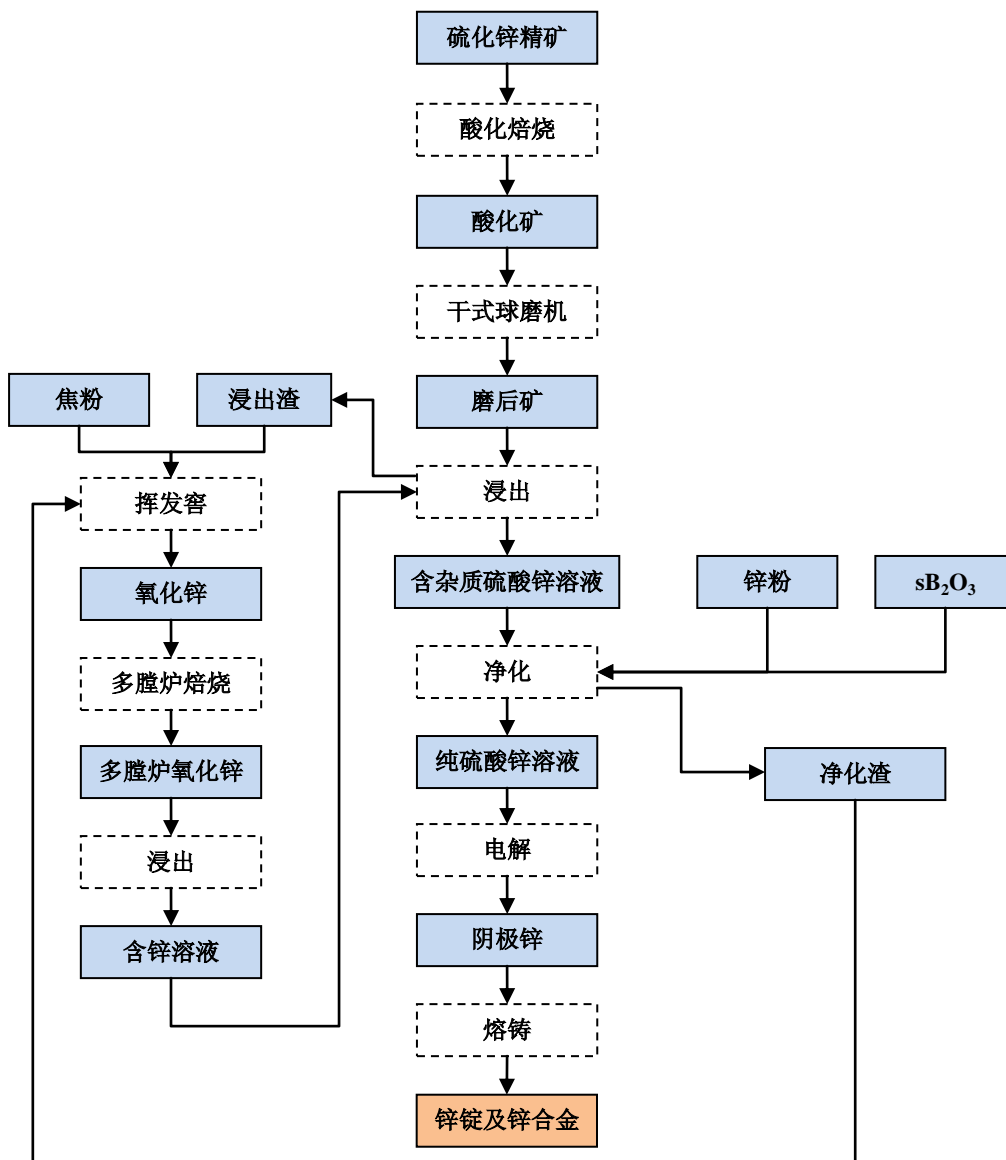 硫化锌精矿
酸化焙烧
酸化矿
干式球磨机
焦粉
浸出渣
磨后矿
挥发窑
浸出
氧化锌
含杂质硫酸锌溶液
锌粉
sB₂O₃
多膛炉焙烧
净化
多膛炉氧化锌
纯硫酸锌溶液
净化渣
浸出
电解
含锌溶液
阴极锌
熔铸
锌锭及锌合金